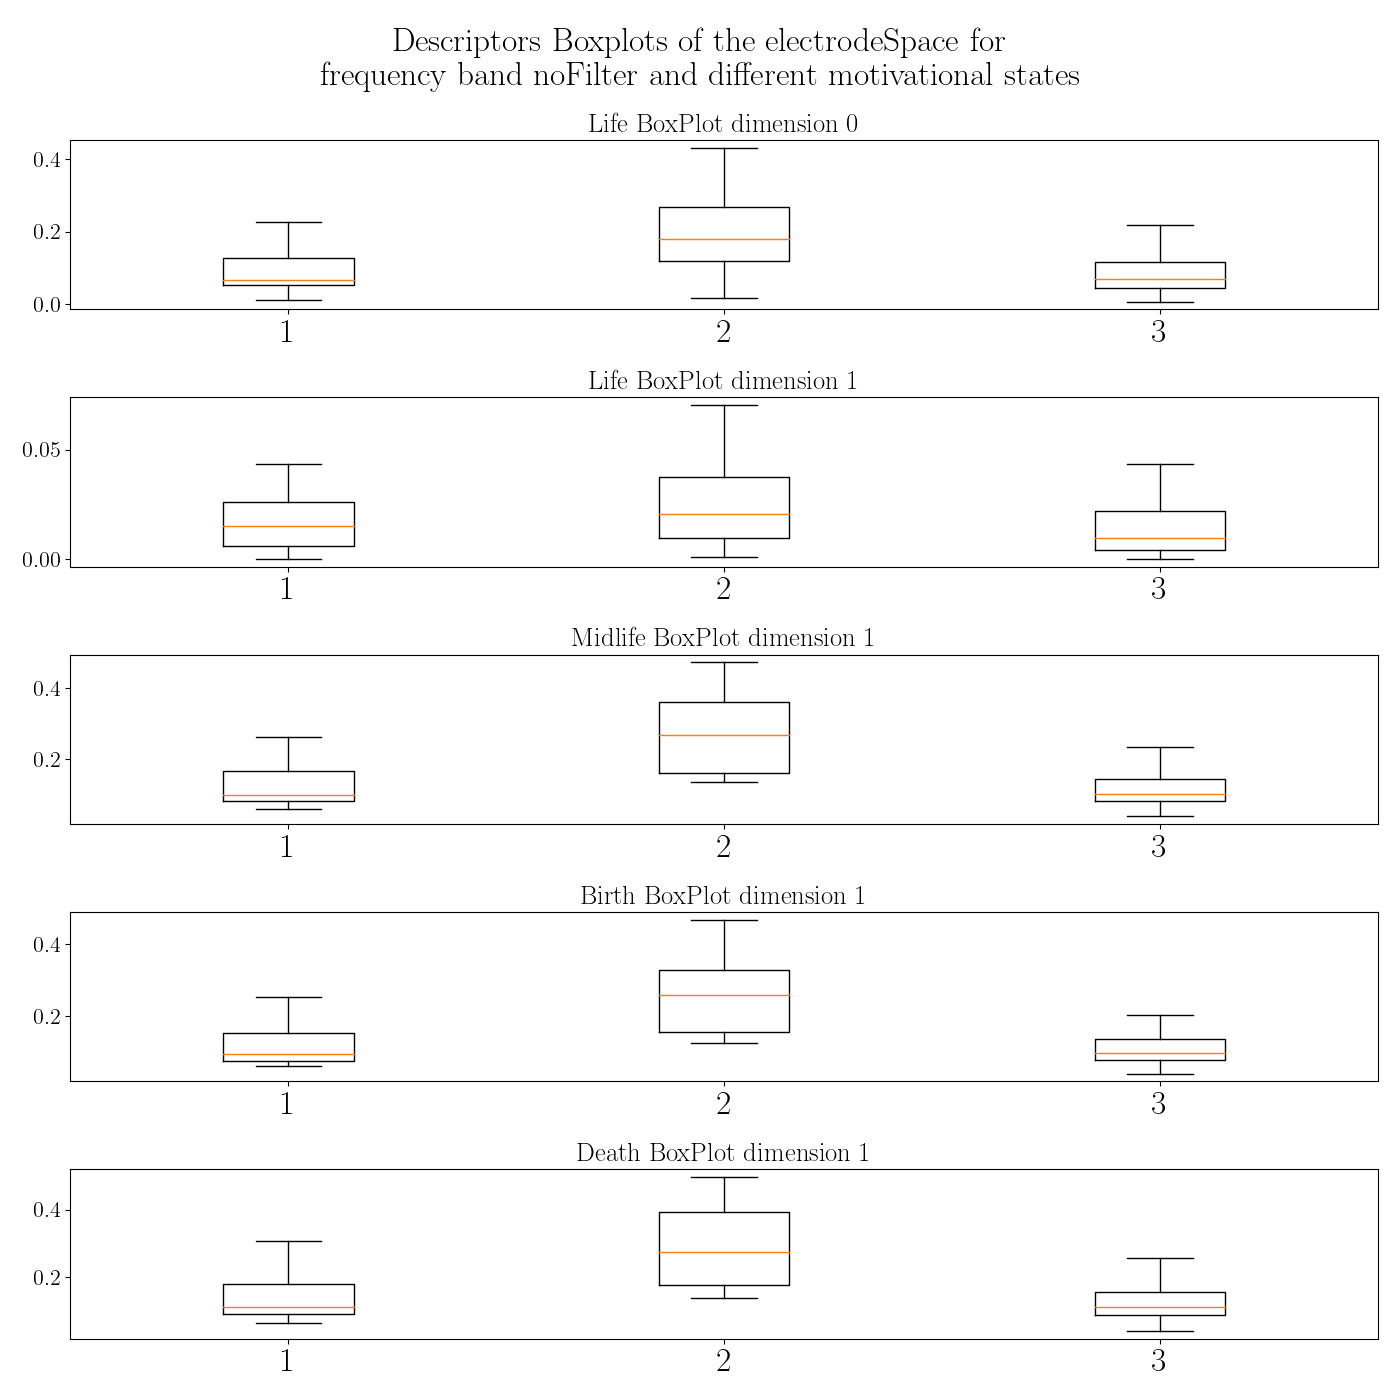 Descriptors Boxplots of the electrodeSpace for
frequency band noFilter and different motivational states
Life BoxPlot dimension 0
0.4
0.2
0.0
1 2 3
Life BoxPlot dimension 1
0.05
0.00
1 2 3
Midlife BoxPlot dimension 1
0.4
0.2
1 2 3
Birth BoxPlot dimension 1
0.4
0.2
1 2 3
Death BoxPlot dimension 1
0.4
0.2
1 2 3